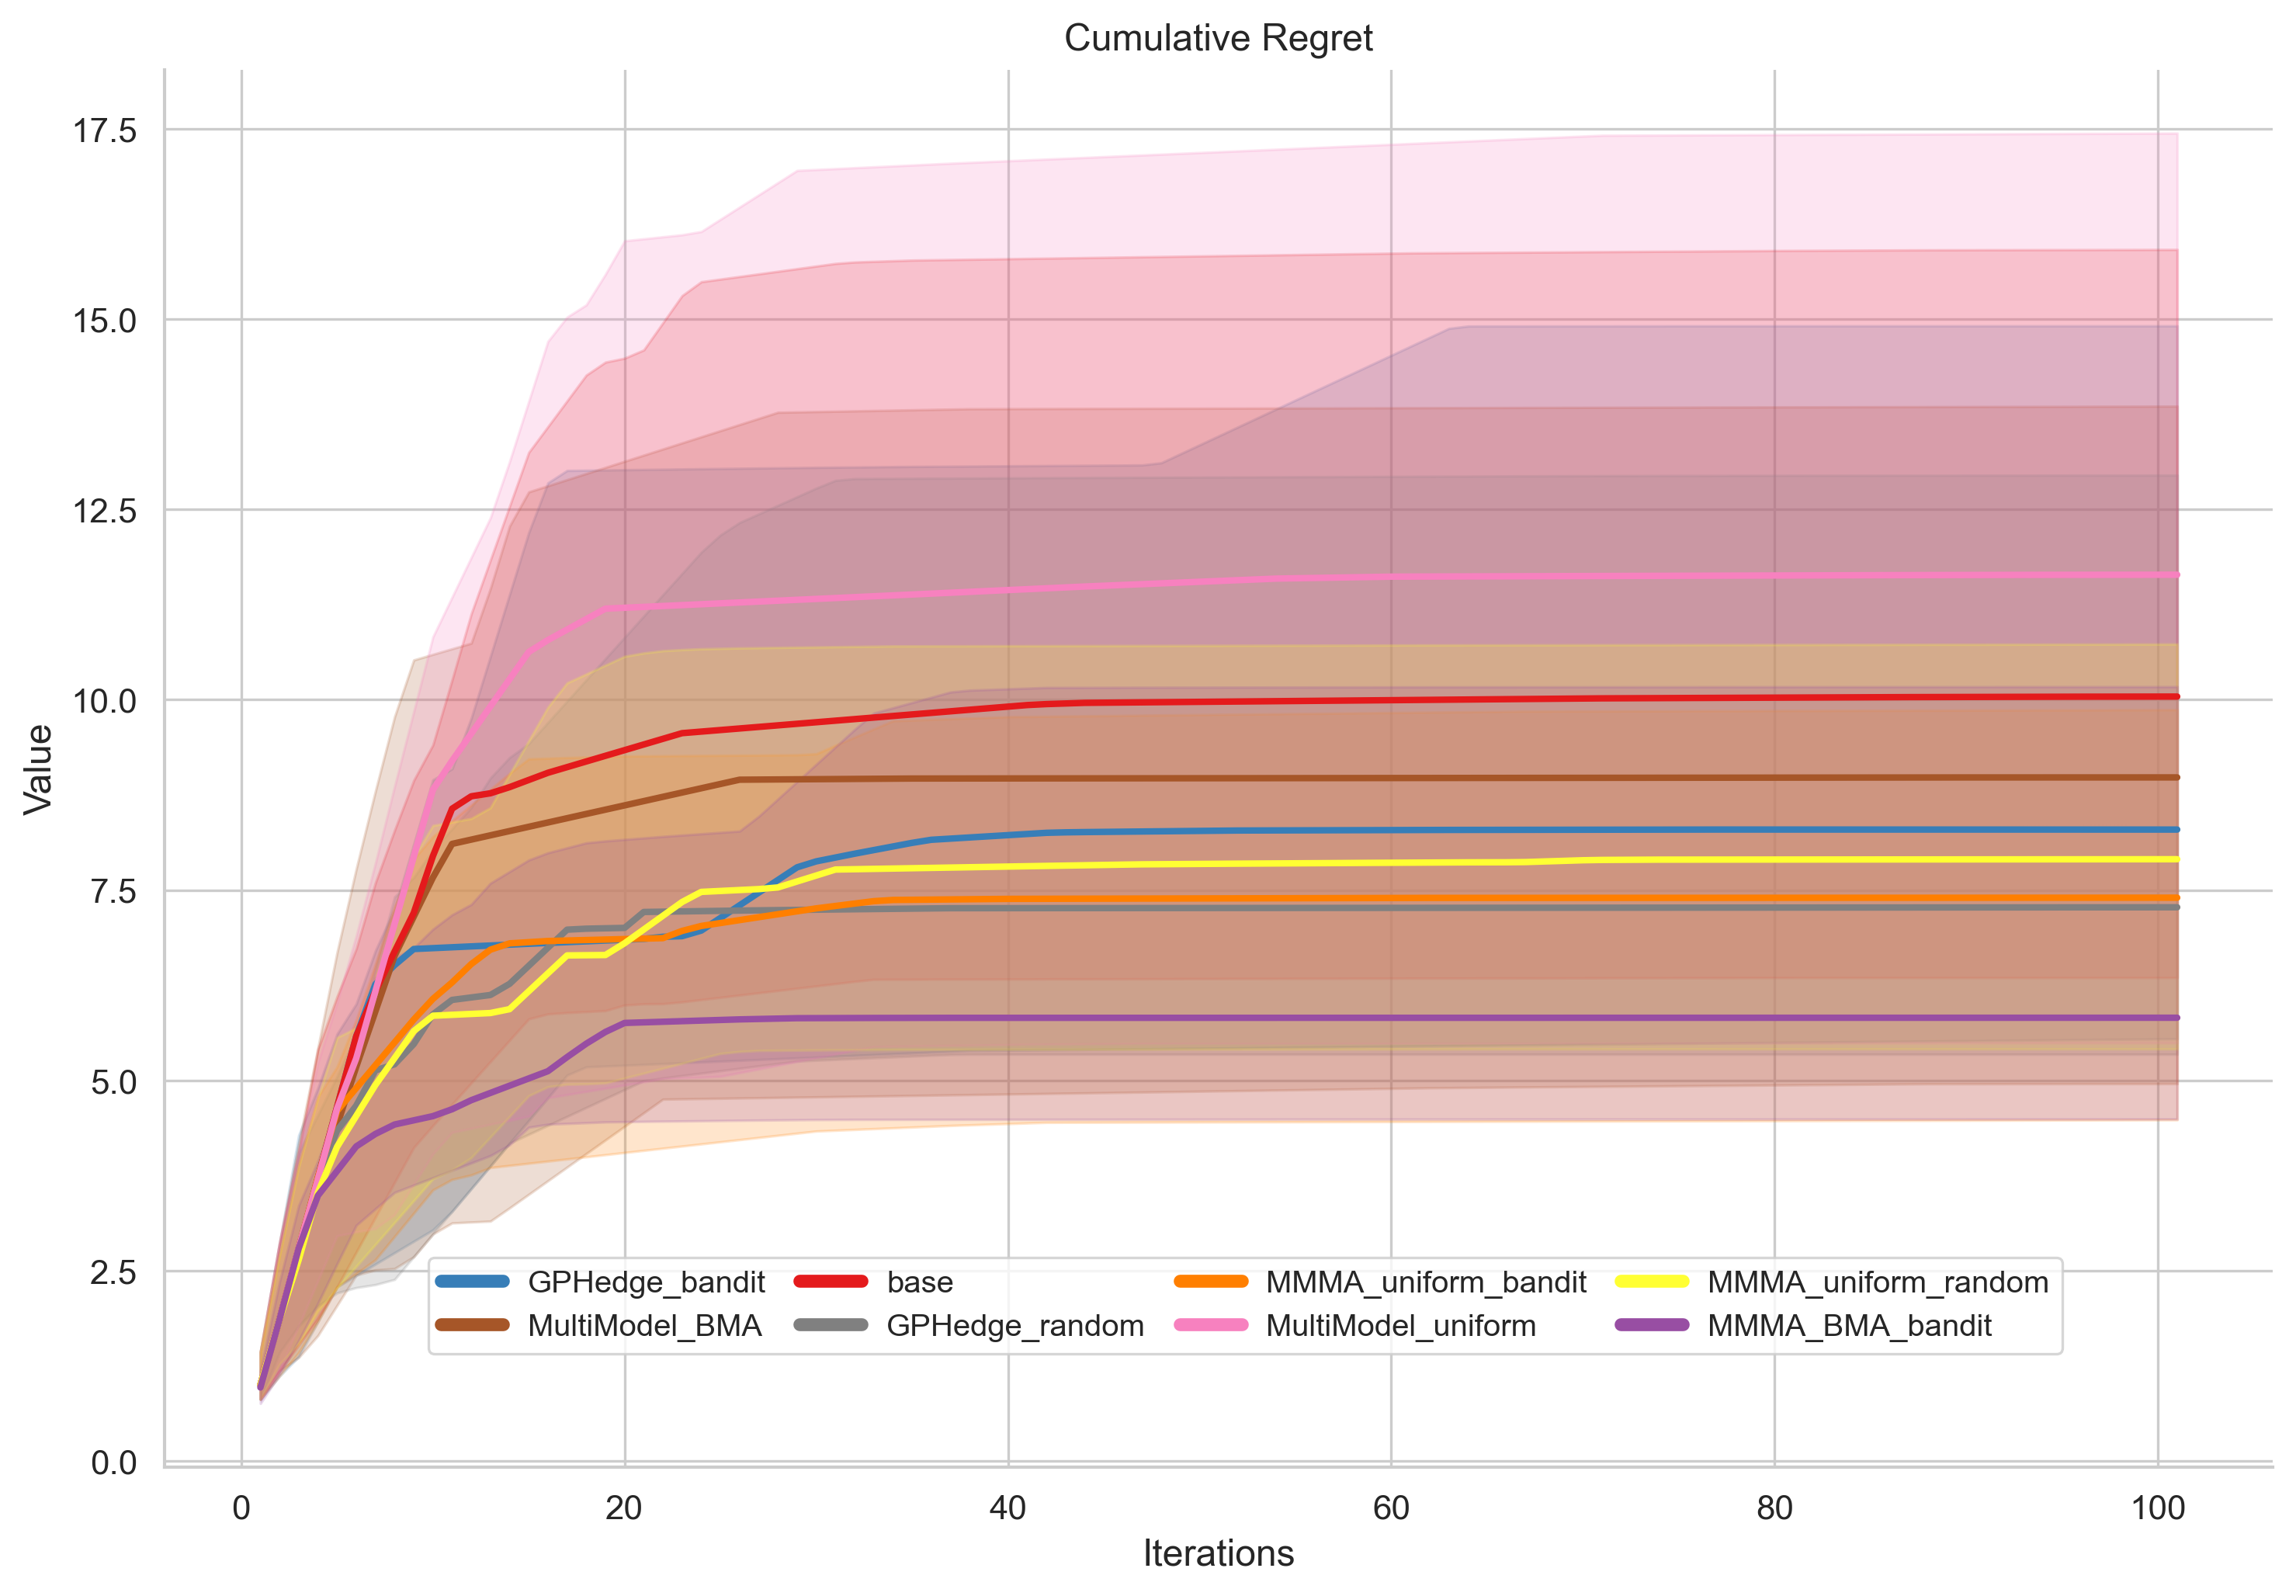 Cumulative Regret
Value
17.5
15.0
12.5
10.0
7.5
5.0
2.5
0.0
GPHedge_bandit base MMMA_uniform_bandit MMMA_uniform_random
MultiModel_BMA GPHedge_random MultiModel_uniform MMMA_BMA_bandit
0 20 40 60 80 100
Iterations